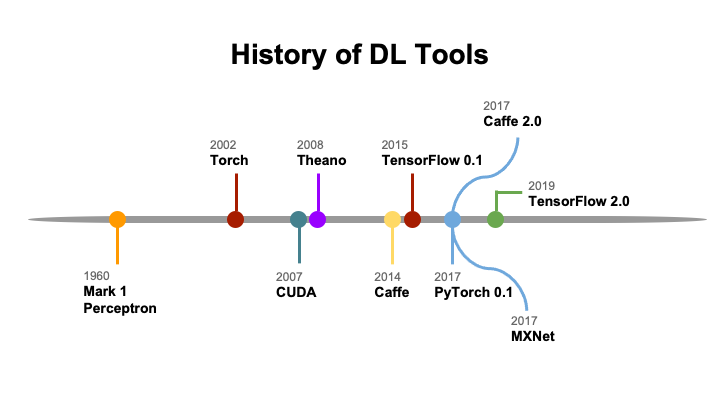 History of DL Tools
2017
Caffe 2.0
2002
Torch
2008
Theano
2015
TensorFlow 0.1
2019
TensorFlow 2.0
1960
Mark 1
Perceptron
2007
CUDA
2014
Caffe
2017
PyTorch 0.1
2017
MXNet